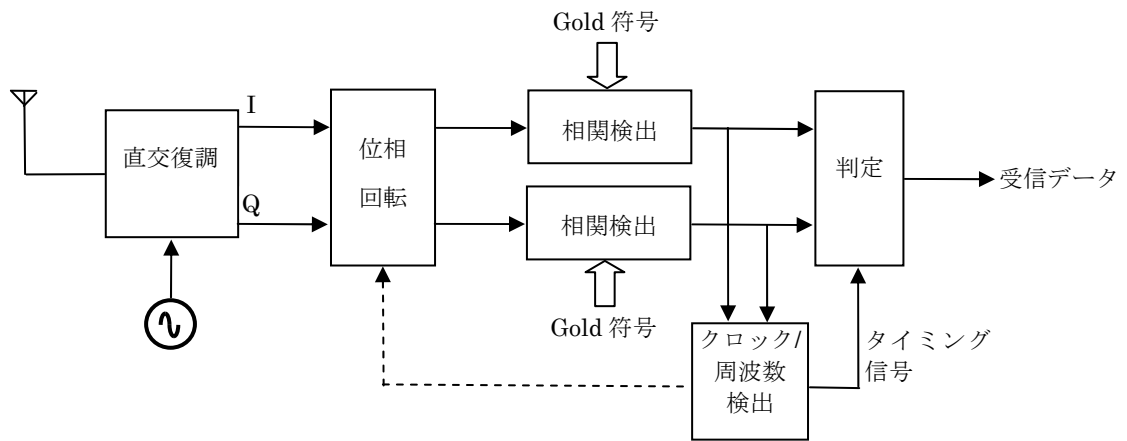 Gold 符号
I
直交復調
Q
位相
回転
相関検出
相関検出
Gold 符号
判定
受信データ
クロック/
周波数
検出
タイミング
信号